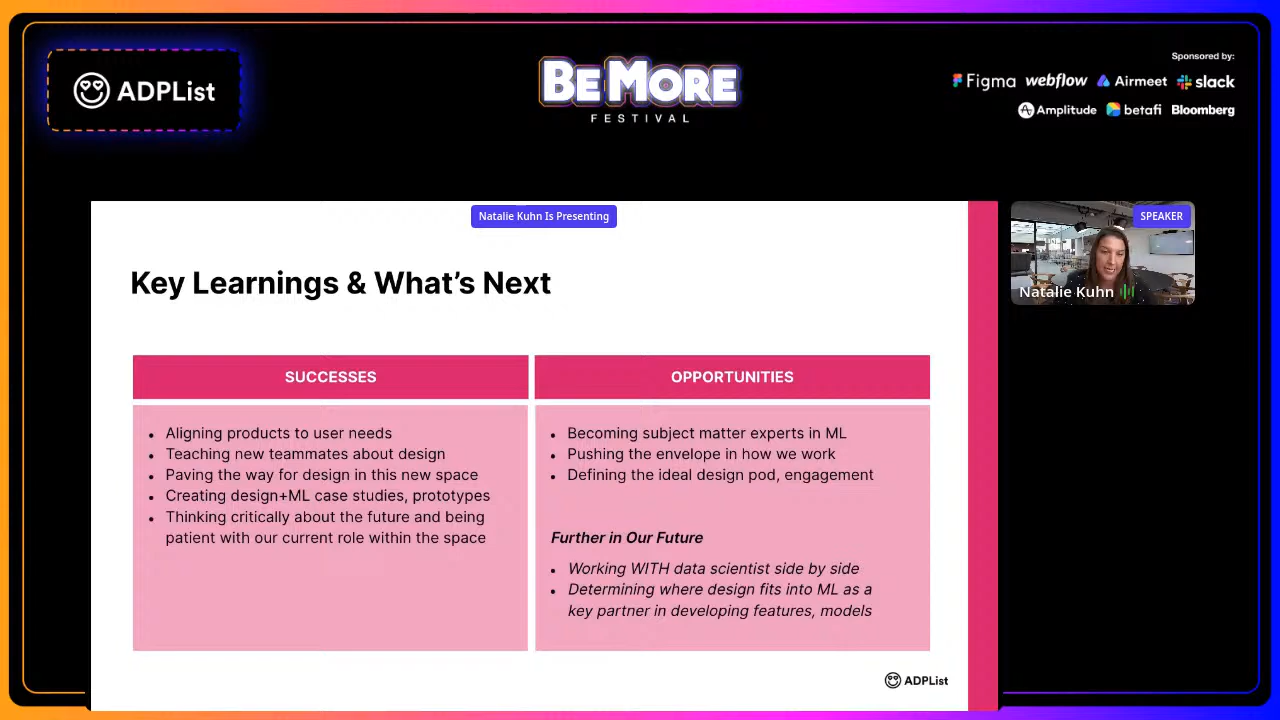 ADPList
BE MORE
FESTIVAL
Sponsored by:
Figma webflow Airmeet slack
Amplitude betafi Bloomberg
Natalie Kuhn Is Presenting
SPEAKER
Natalie Kuhn
Key Learnings & What's Next
SUCCESSES
• Aligning products to user needs
• Teaching new teammates about design
• Paving the way for design in this new space
• Creating design+ML case studies, prototypes
• Thinking critically about the future and being
patient with our current role within the space
OPPORTUNITIES
• Becoming subject matter experts in ML
• Pushing the envelope in how we work
• Defining the ideal design pod, engagement
Further in Our Future
• Working WITH data scientist side by side
• Determining where design fits into ML as a
key partner in developing features, models
ADPList